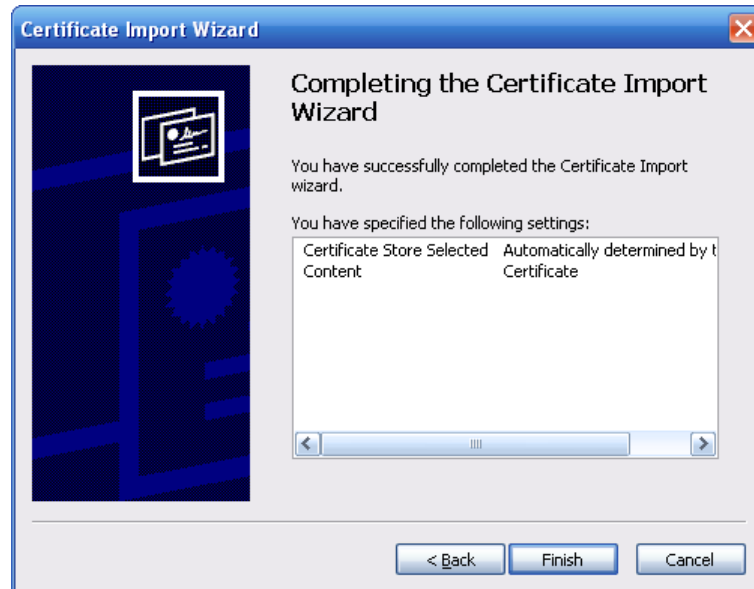 Certificate Import Wizard
Completing the Certificate Import
Wizard
You have successfully completed the Certificate Import
wizard.
You have specified the following settings:
Certificate Store Selected Automatically determined by t
Content Certificate
< Back Finish Cancel